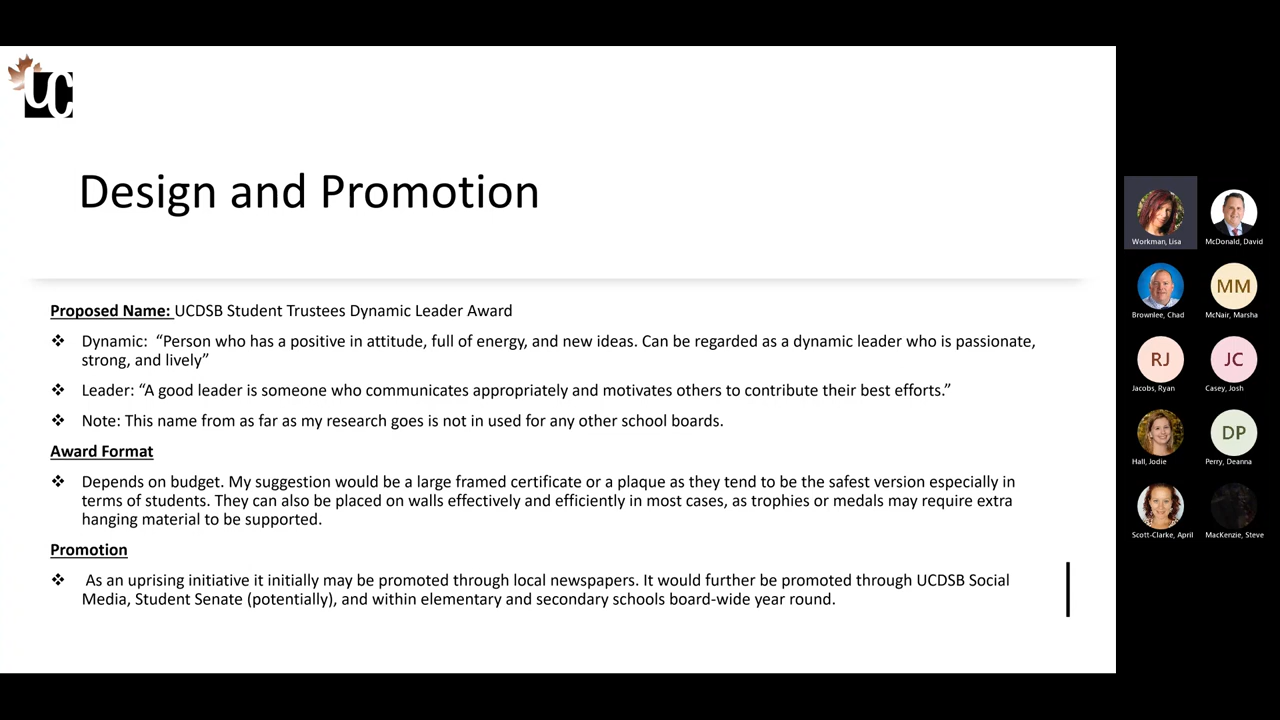 UC
Design and Promotion
Proposed Name: UCDSB Student Trustees Dynamic Leader Award
❖ Dynamic:  “Person who has a positive in attitude, full of energy, and new ideas. Can be regarded as a dynamic leader who is passionate,
strong, and lively”
❖ Leader: “A good leader is someone who communicates appropriately and motivates others to contribute their best efforts.”
❖ Note: This name from as far as my research goes is not in used for any other school boards.
Award Format
❖ Depends on budget. My suggestion would be a large framed certificate or a plaque as they tend to be the safest version especially in
terms of students. They can also be placed on walls effectively and efficiently in most cases, as trophies or medals may require extra
hanging material to be supported.
Promotion
❖ As an uprising initiative it initially may be promoted through local newspapers. It would further be promoted through UCDSB Social
Media, Student Senate (potentially), and within elementary and secondary schools board-wide year round.
Workman, Lisa
McDonald, David
MM
Brownlee, Chad
McNair, Marsha
RJ
JC
Jacobs, Ryan
Casey, Josh
DP
Hall, Jodie
Perry, Deanna
Scott-Clarke, April
MacKenzie, Steve